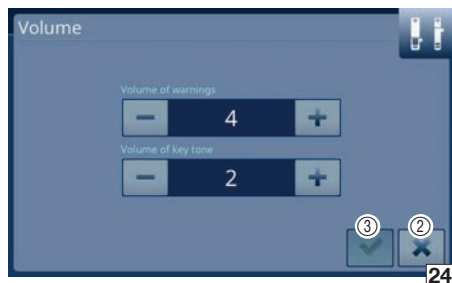 Volume
Volume of warnings
− 4 +
Volume of key tone
− 2 +
③ ②
24